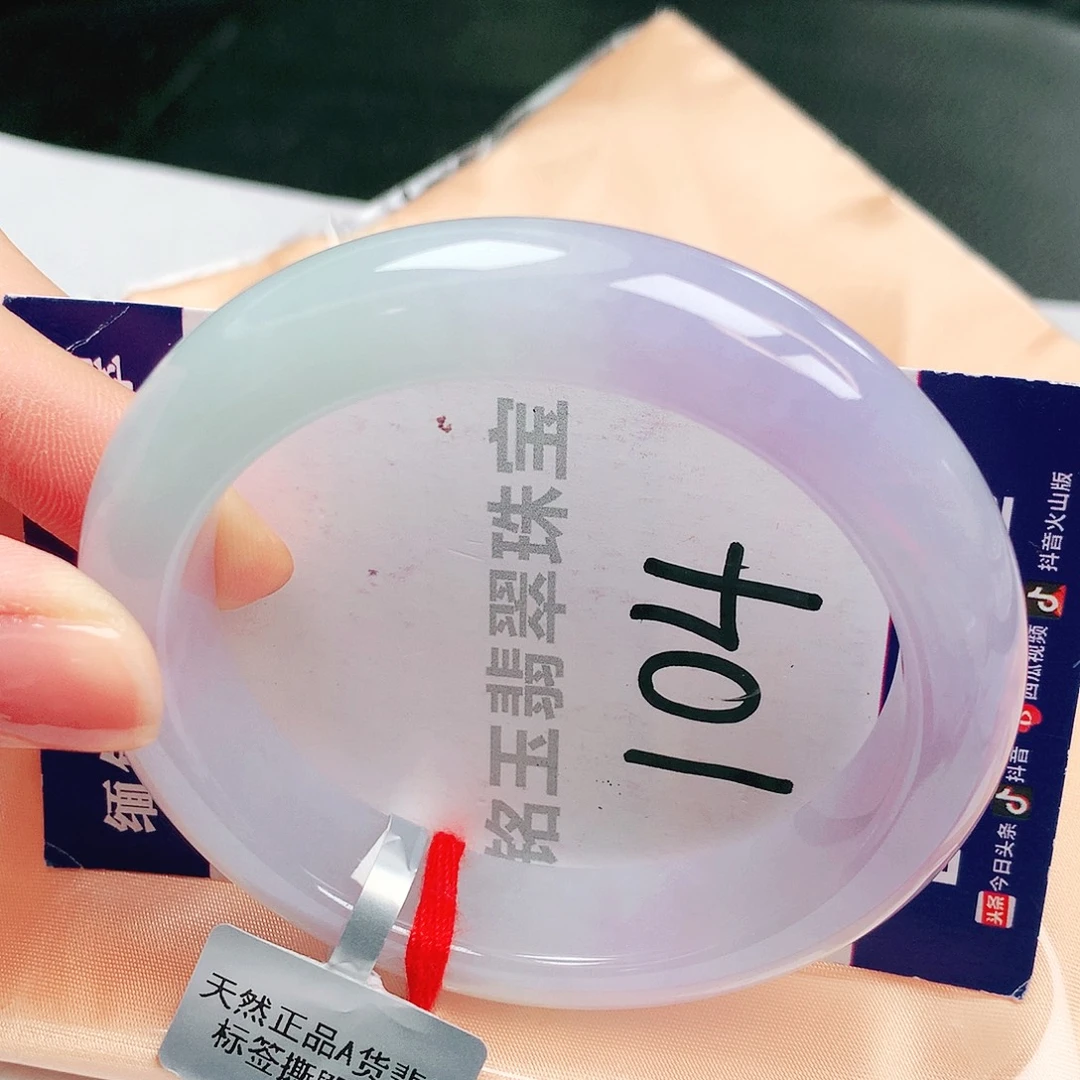 铭玉翡翠珠宝
104
缅
今日头条
抖音
西瓜视频
抖音火山版
头条
天然正品A货翡
标签撕